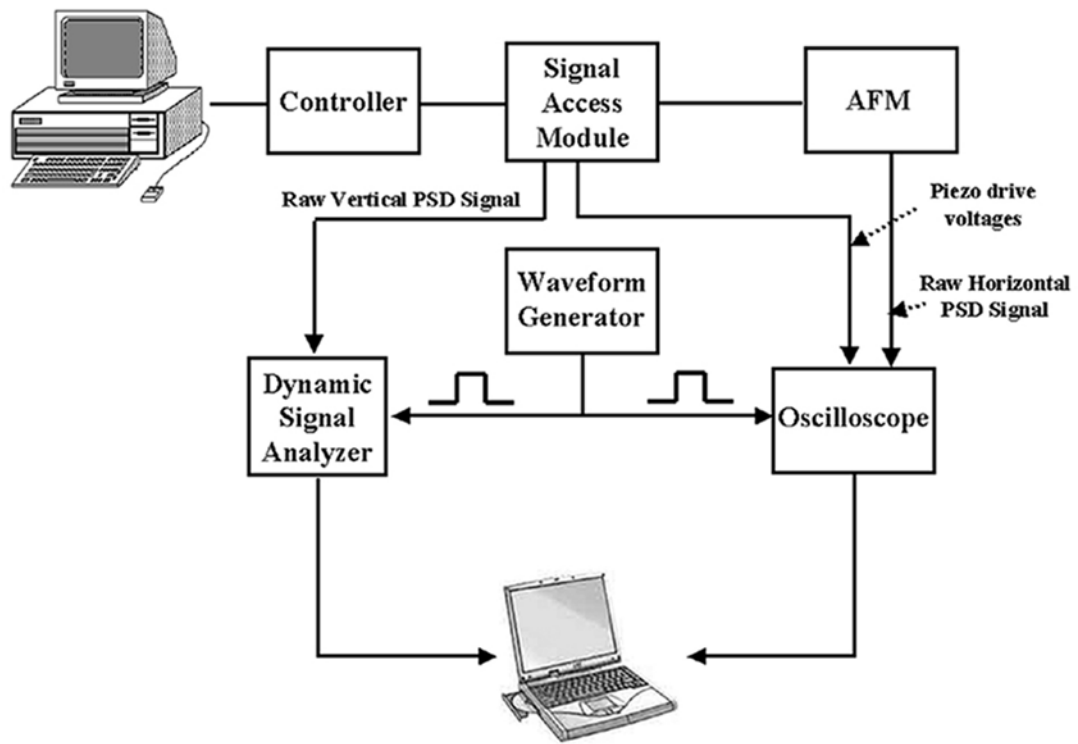 Controller
Signal
Access
Module
AFM
Raw Vertical PSD Signal
Piezo drive
voltages
Waveform
Generator
Raw Horizontal
PSD Signal
Dynamic
Signal
Analyzer
Oscilloscope